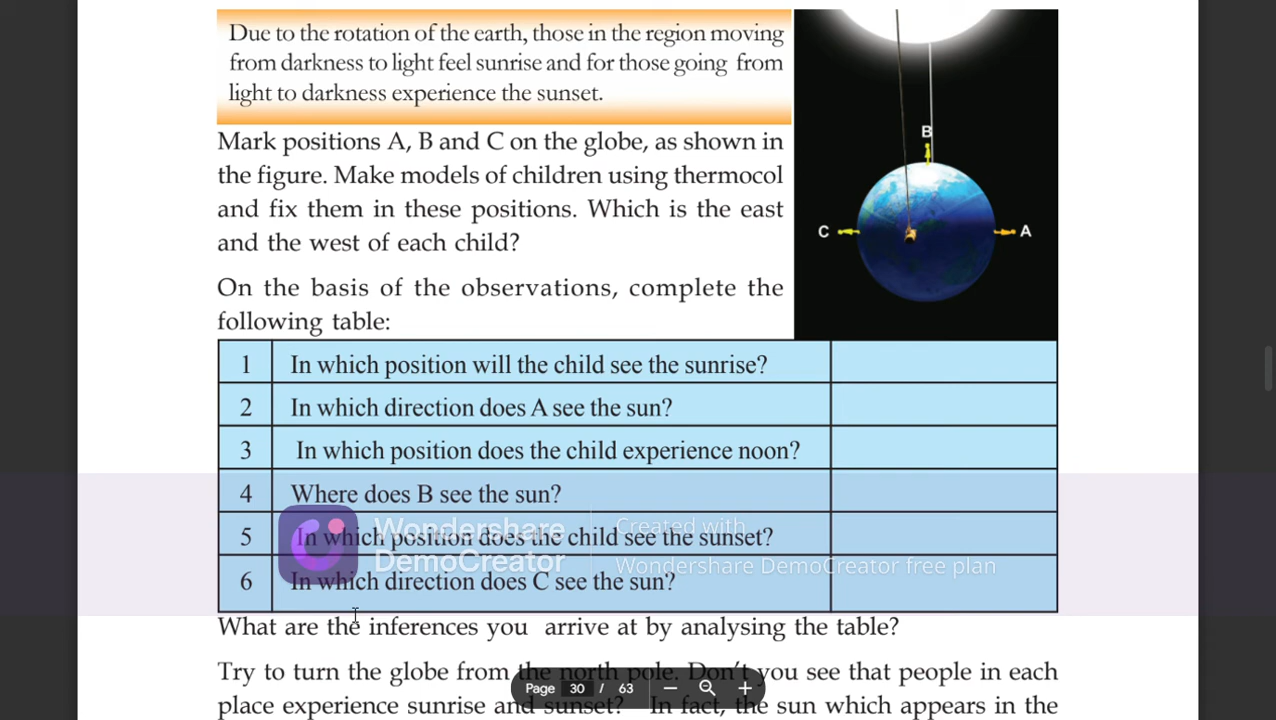 Due to the rotation of the earth, those in the region moving
from darkness to light feel sunrise and for those going from
light to darkness experience the sunset.
Mark positions A, B and C on the globe, as shown in
the figure. Make models of children using thermocol
and fix them in these positions. Which is the east
and the west of each child?
On the basis of the observations, complete the
following table:
B
C
A
1 In which position will the child see the sunrise?
2 In which direction does A see the sun?
3 In which position does the child experience noon?
4 Where does B see the sun?
5 In which position does the child see the sunset?
6 In which direction does C see the sun?
Wondershare
DemoCreator
Created with
Wondershare DemoCreator free plan
What are the inferences you arrive at by analysing the table?
Try to turn the globe from the north pole. Don't you see that people in each
place experience sunrise and sunset? In fact, the sun which appears in the
Page 30 / 63